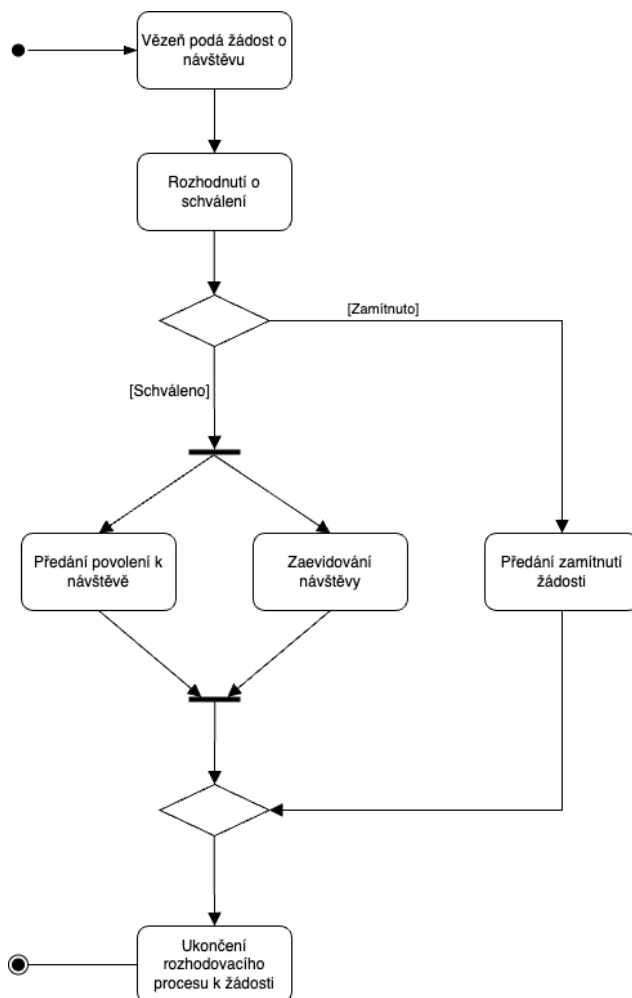 Vězeň podá žádost o
návštěvu
Rozhodnutí o
schválení
[Zamítnuto]
[Schváleno]
Předání povolení k
návštěvě
Zaevidování
návštěvy
Předání zamítnutí
žádosti
Ukončení
rozhodovacího
procesu k žádosti